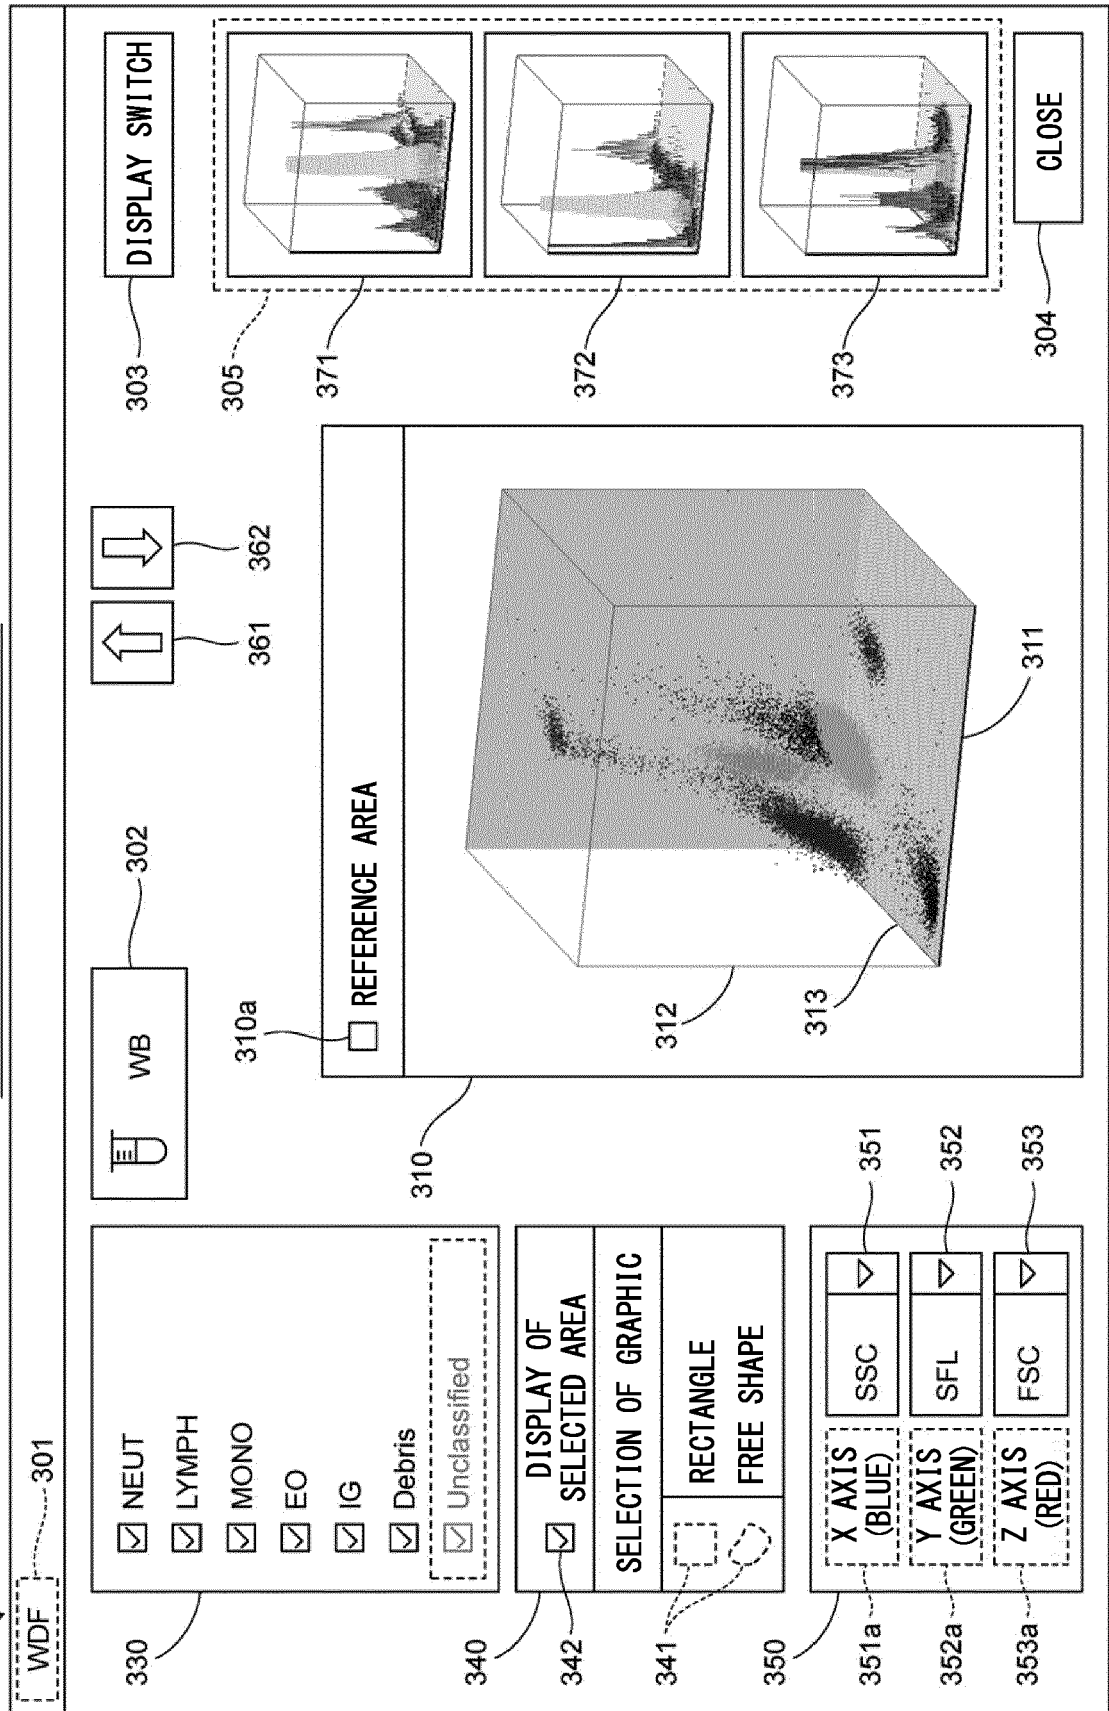 WDF
301
NEUT
LYMPH
MONO
EO
IG
Debris
Unclassified
330
DISPLAY OF
SELECTED AREA
SELECTION OF GRAPHIC
RECTANGLE
FREE SHAPE
340
342
341
X AXIS
(BLUE)
SSC
Y AXIS
(GREEN)
SFL
Z AXIS
(RED)
FSC
350
351a
352a
353a
351
352
353
WB
302
361
362
310a
REFERENCE AREA
310
312
313
311
DISPLAY SWITCH
303
305
371
372
373
CLOSE
304